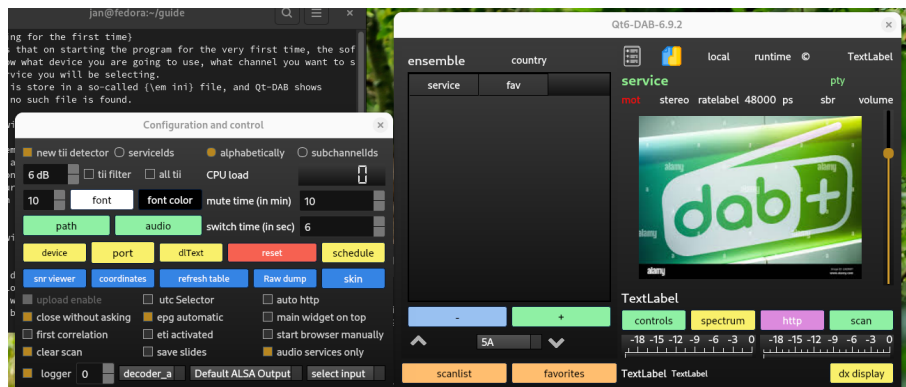 jan@fedora:~/guide
ing for the first time}
s that on starting the program for the very first time, the sof
ow what device you are going to use, what channel you want to s
rvice you will be selecting.
is store in a so-called {\em ini} file, and Qt-DAB shows
no such file is found.
Configuration and control
new tii detector
serviceIds
alphabetically
subchannelIds
6 dB
tii filter
all tii
CPU load
0
10
font
font color
mute time (in min)
10
path
audio
switch time (in sec)
6
device
port
dlText
reset
schedule
snr viewer
coordinates
refresh table
Raw dump
skin
upload enable
utc Selector
auto http
close without asking
epg automatic
main widget on top
first correlation
eti activated
start browser manually
clear scan
save slides
audio services only
logger
0
decoder_a
Default ALSA Output
select input
Qt6-DAB-6.9.2
ensemble
country
service
fav
-
+
5A
scanlist
favorites
local
runtime
©
TextLabel
service
pty
mot
stereo
ratelabel
48000
ps
sbr
volume
alamy
dab+
alamy
alamy
alamy
TextLabel
controls
spectrum
http
scan
-18 -15 -12 -9 -6 -3 0
-18 -15 -12 -9 -6 -3 0
TextLabel
TextLabel
dx display